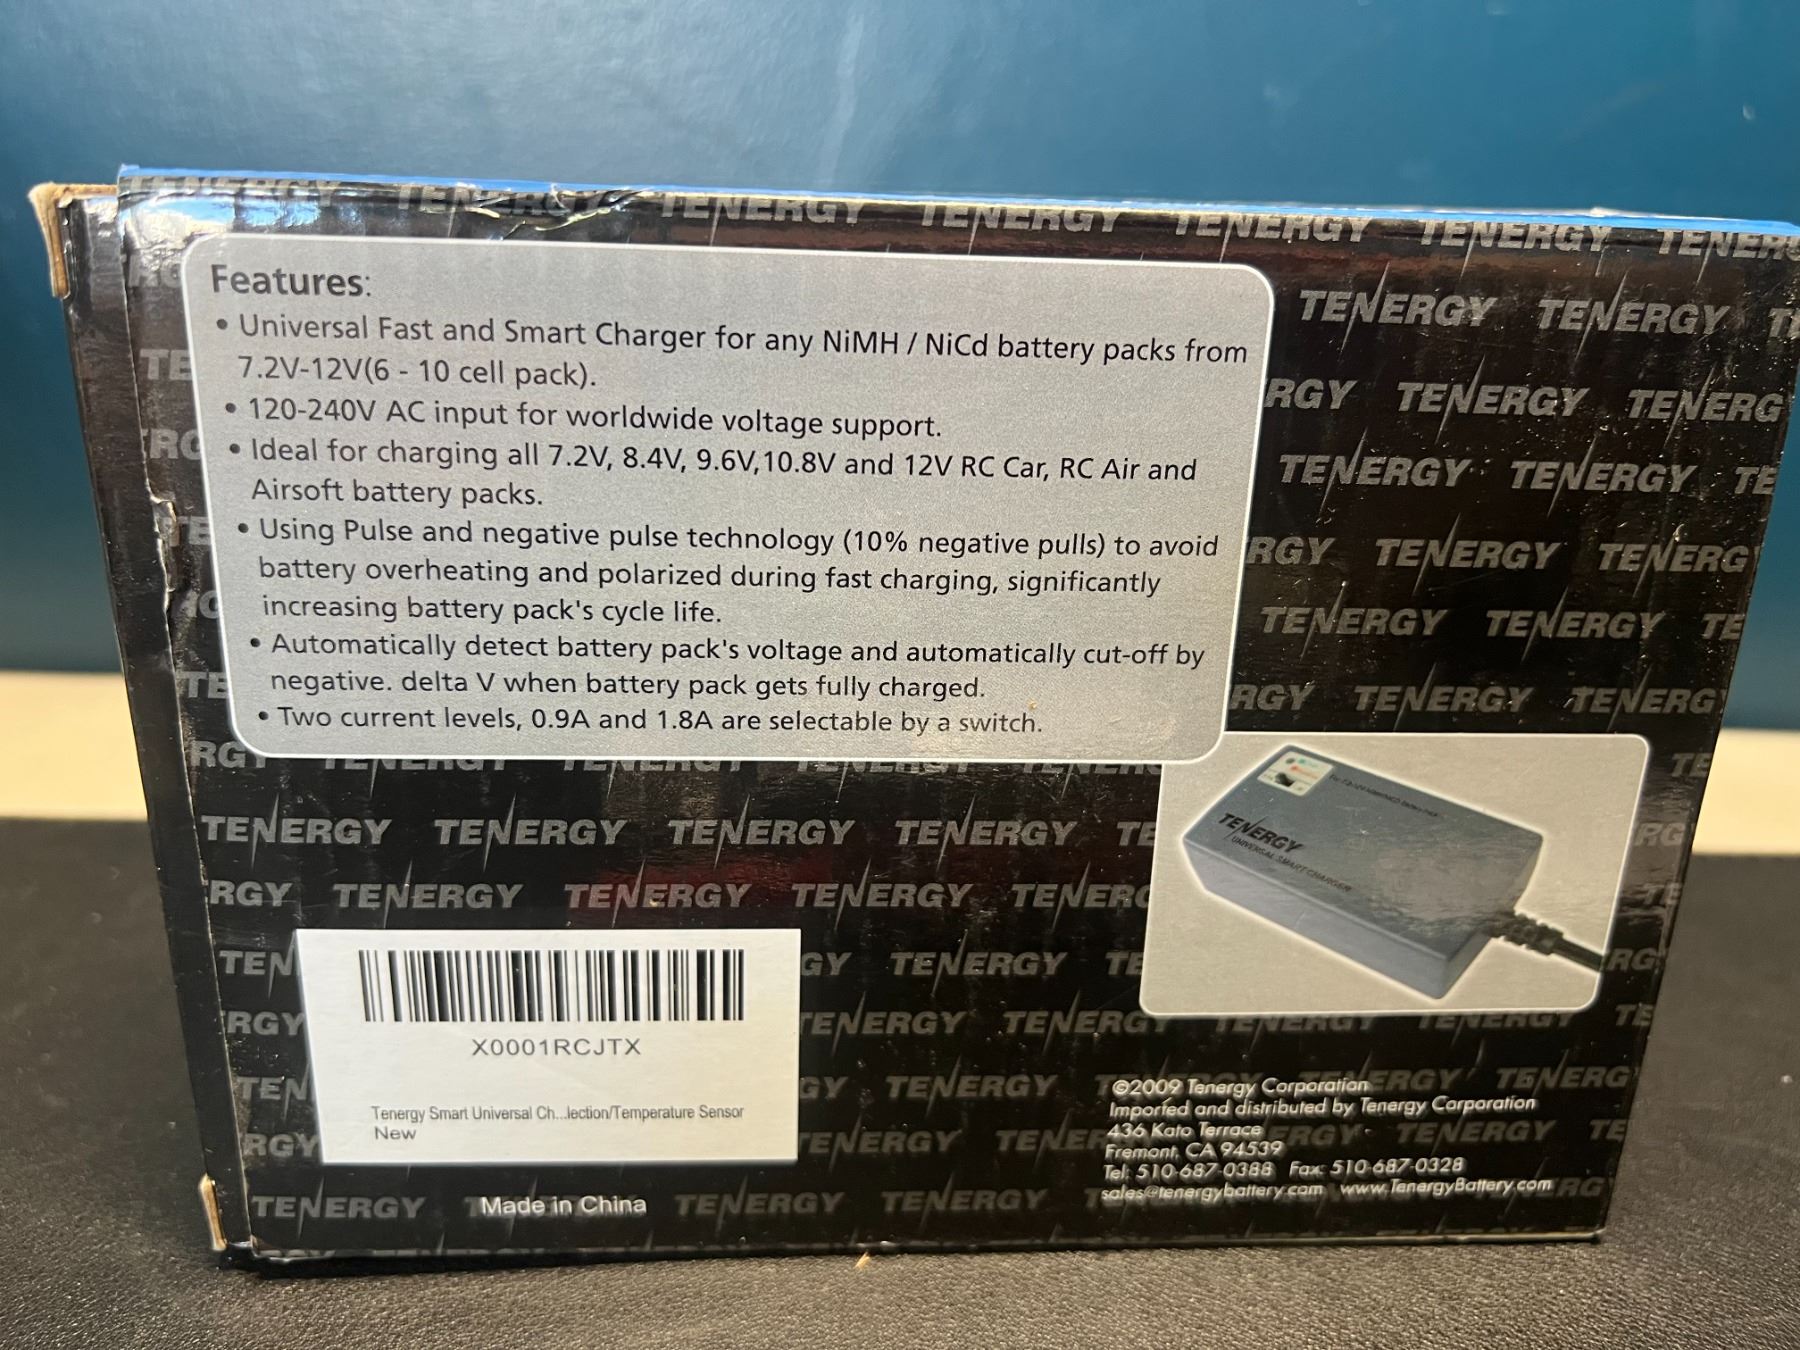 Features:
• Universal Fast and Smart Charger for any NiMH / NiCd battery packs from
7.2V-12V(6 - 10 cell pack).
• 120-240V AC input for worldwide voltage support.
• Ideal for charging all 7.2V, 8.4V, 9.6V,10.8V and 12V RC Car, RC Air and
Airsoft battery packs.
• Using Pulse and negative pulse technology (10% negative pulls) to avoid
battery overheating and polarized during fast charging, significantly
increasing battery pack's cycle life.
• Automatically detect battery pack's voltage and automatically cut-off by
negative. delta V when battery pack gets fully charged.
• Two current levels, 0.9A and 1.8A are selectable by a switch.
TENERGY
UNIVERSAL SMART CHARGER
X0001RCJTX
Tenergy Smart Universal Ch...lection/Temperature Sensor
New
Made in China
©2009 Tenergy Corporation
Imported and distributed by Tenergy Corporation
436 Kato Terrace
Fremont, CA 94539
Tel: 510-687-0388 Fax: 510-687-0328
sales@tenergybattery.com www.TenergyBattery.com